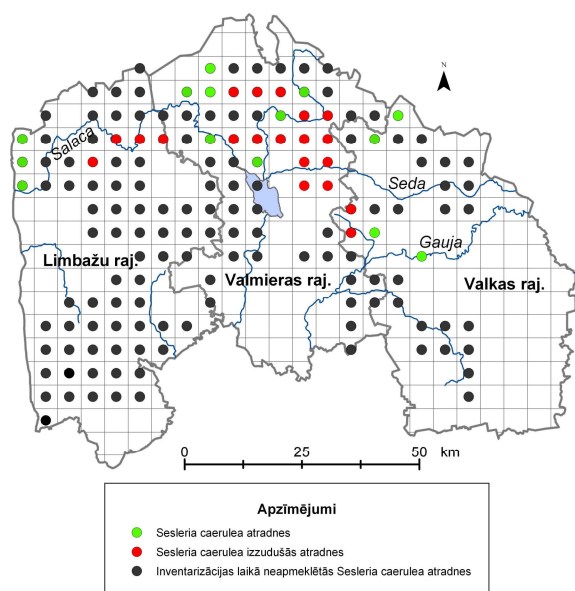 N
Salaca
Seda
Gauja
Limbažu raj.
Valmieras raj.
Valkas raj.
0 25 50
km
Apzīmējumi
Sesleria caerulea atradnes
Sesleria caerulea izzudušās atradnes
Inventarizācijas laikā neapmeklētās Sesleria caerulea atradnes